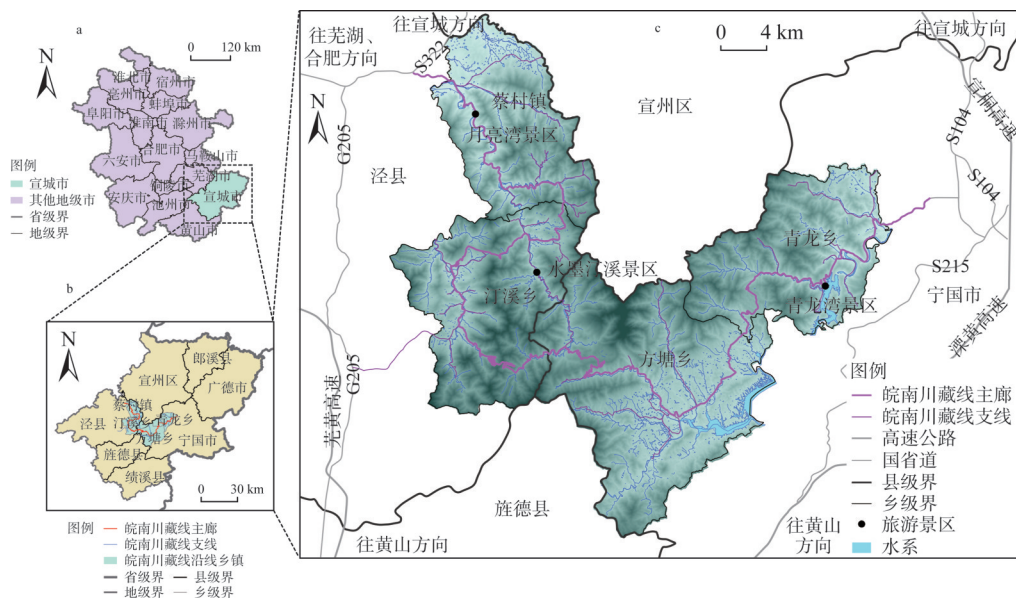 a
0 120 km
N
淮北市
宿州市
亳州市
蚌埠市
阜阳市
淮南市
滁州市
合肥市
六安市
马鞍山市
芜湖市
铜陵市
宣城市
安庆市
池州市
黄山市
图例
宣城市
其他地级市
省级界
地级界
b
N
郎溪县
宣州区
广德市
蔡村镇
泾县
汀溪乡
青龙乡
方塘乡
宁国市
旌德县
绩溪县
0 30 km
图例
皖南川藏线主廊
皖南川藏线支线
皖南川藏线沿线乡镇
省级界
县级界
地级界
乡级界
往宣城方向
c
0 4 km
往宣城方向
往芜湖、
合肥方向
S322
N
宣州区
宣桐高速
S104
蔡村镇
月亮湾景区
G205
泾县
S104
青龙乡
水墨汀溪景区
汀溪乡
S215
宁国市
青龙湾景区
溧黄高速
方塘乡
G205
芜黄高速
旌德县
往黄山方向
往黄山
方向
图例
皖南川藏线主廊
皖南川藏线支线
高速公路
国省道
县级界
乡级界
旅游景区
水系